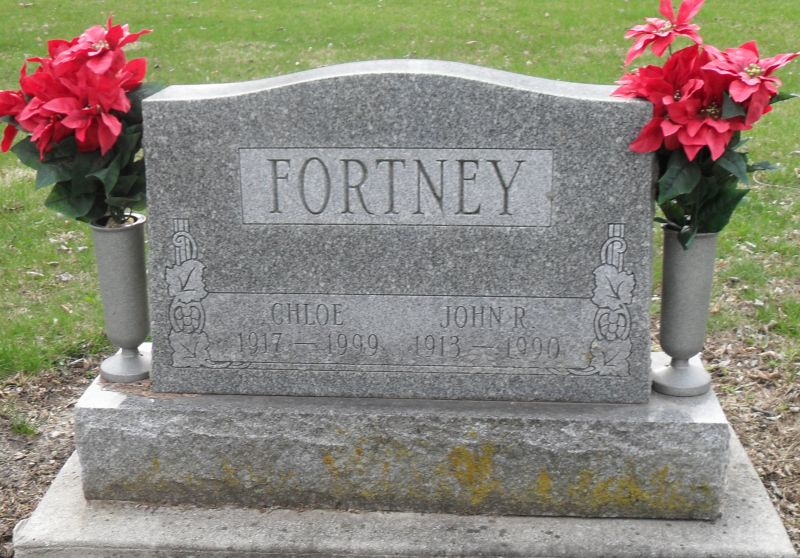 FORTNEY
CHLOE JOHN R.
1917 — 1999 1913 — 1990